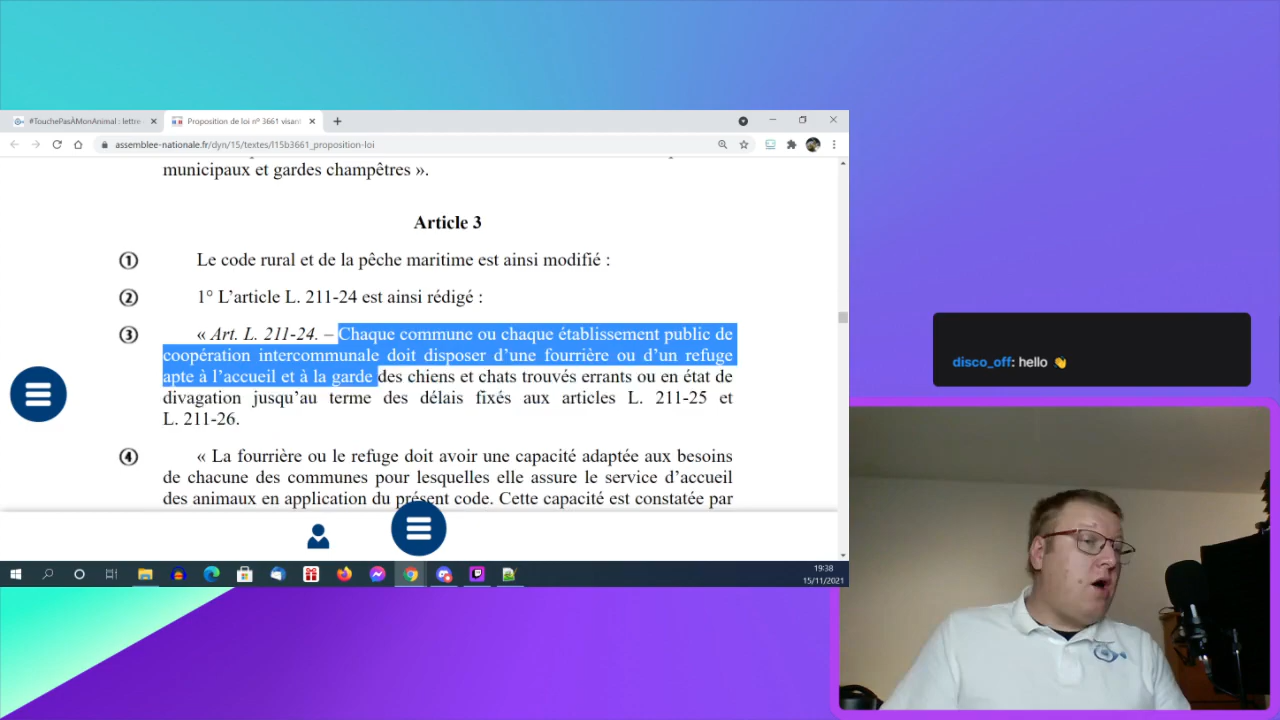 #TouchePasÀMonAnimal : lettre
Proposition de loi nº 3661 visant
assemblee-nationale.fr/dyn/15/textes/l15b3661_proposition-loi
municipaux et gardes champêtres ».
Article 3
1
Le code rural et de la pêche maritime est ainsi modifié :
2
1° L’article L. 211-24 est ainsi rédigé :
3
« Art. L. 211-24. – Chaque commune ou chaque établissement public de
coopération intercommunale doit disposer d’une fourrière ou d’un refuge
apte à l’accueil et à la garde des chiens et chats trouvés errants ou en état de
divagation jusqu’au terme des délais fixés aux articles L. 211-25 et
L. 211-26.
4
« La fourrière ou le refuge doit avoir une capacité adaptée aux besoins
de chacune des communes pour lesquelles elle assure le service d’accueil
des animaux en application du présent code. Cette capacité est constatée par
19:38
15/11/2021
disco_off: hello 👋